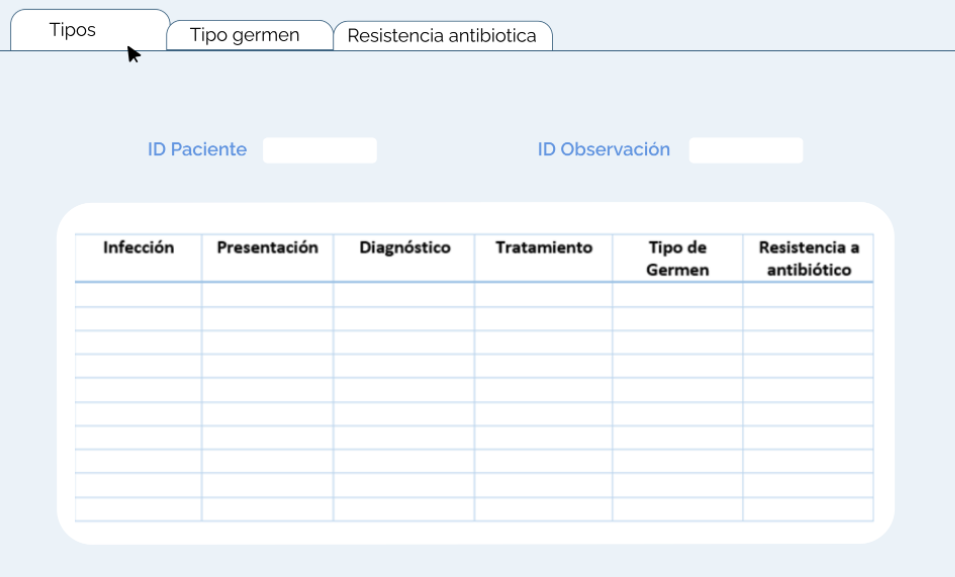 Tipos
Tipo germen
Resistencia antibiotica
ID Paciente
ID Observación
Infección
Presentación
Diagnóstico
Tratamiento
Tipo de
Germen
Resistencia a
antibiótico